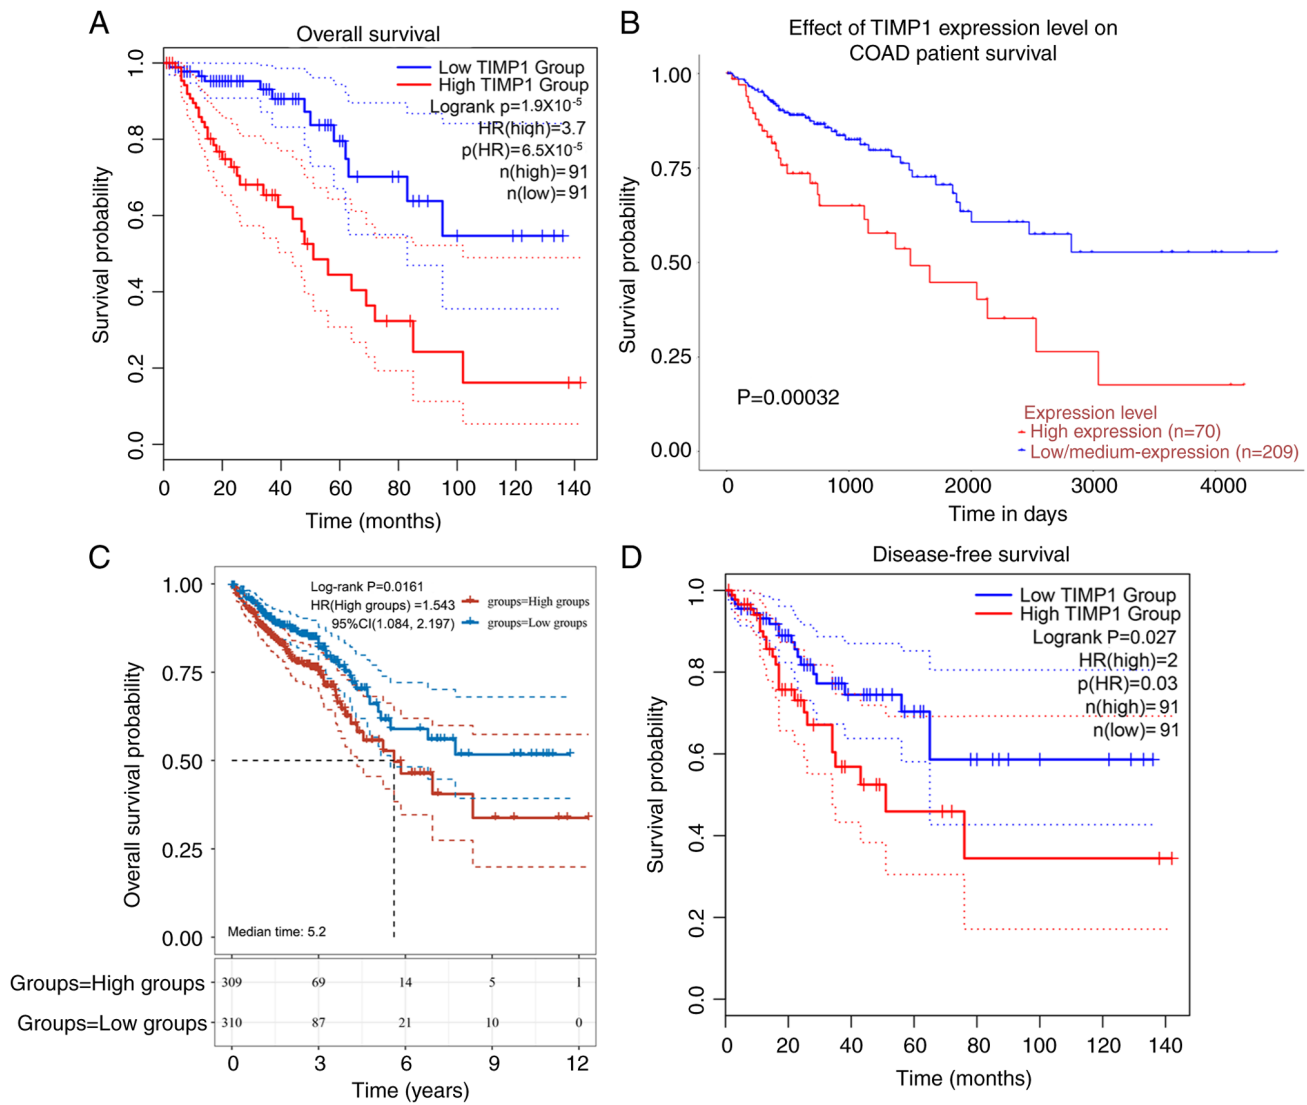 A
Overall survival
Low TIMP1 Group
High TIMP1 Group
Logrank p=1.9X10-5
HR(high)=3.7
p(HR)=6.5X10-5
n(high)=91
n(low)=91
Survival probability
1.0
0.8
0.6
0.4
0.2
0.0
0 20 40 60 80 100 120 140
Time (months)
B
Effect of TIMP1 expression level on
COAD patient survival
Survival probability
1.00
0.75
0.50
0.25
0.00
P=0.00032
Expression level
High expression (n=70)
Low/medium-expression (n=209)
0 1000 2000 3000 4000
Time in days
C
Log-rank P=0.0161
HR(High groups) =1.543
95%CI(1.084, 2.197)
groups=High groups
groups=Low groups
Overall survival probability
1.00
0.75
0.50
0.25
0.00
Median time: 5.2
Groups=High groups 309 69 14 5 1
Groups=Low groups 310 87 21 10 0
0 3 6 9 12
Time (years)
D
Disease-free survival
Low TIMP1 Group
High TIMP1 Group
Logrank P=0.027
HR(high)=2
p(HR)=0.03
n(high)=91
n(low)=91
Survival probability
1.0
0.8
0.6
0.4
0.2
0.0
0 20 40 60 80 100 120 140
Time (months)